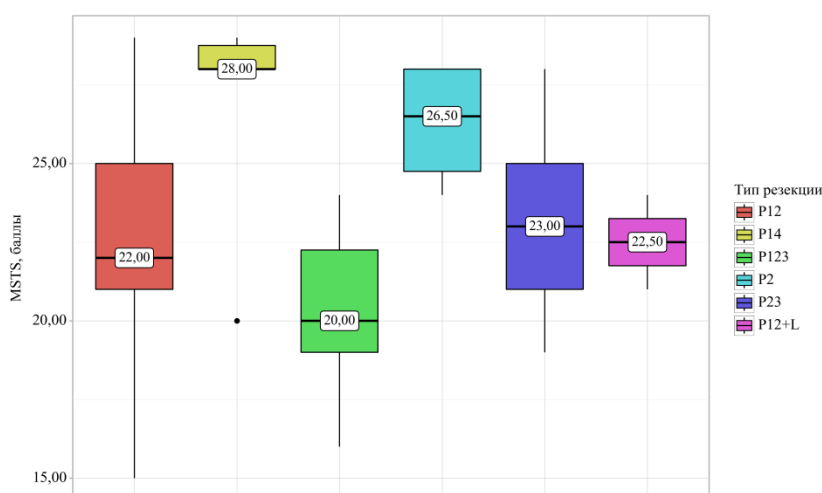 28,00
26,50
25,00
22,00
23,00
22,50
20,00
20,00
15,00
MSTS, баллы
Тип резекции
P12
P14
P123
P2
P23
P12+L